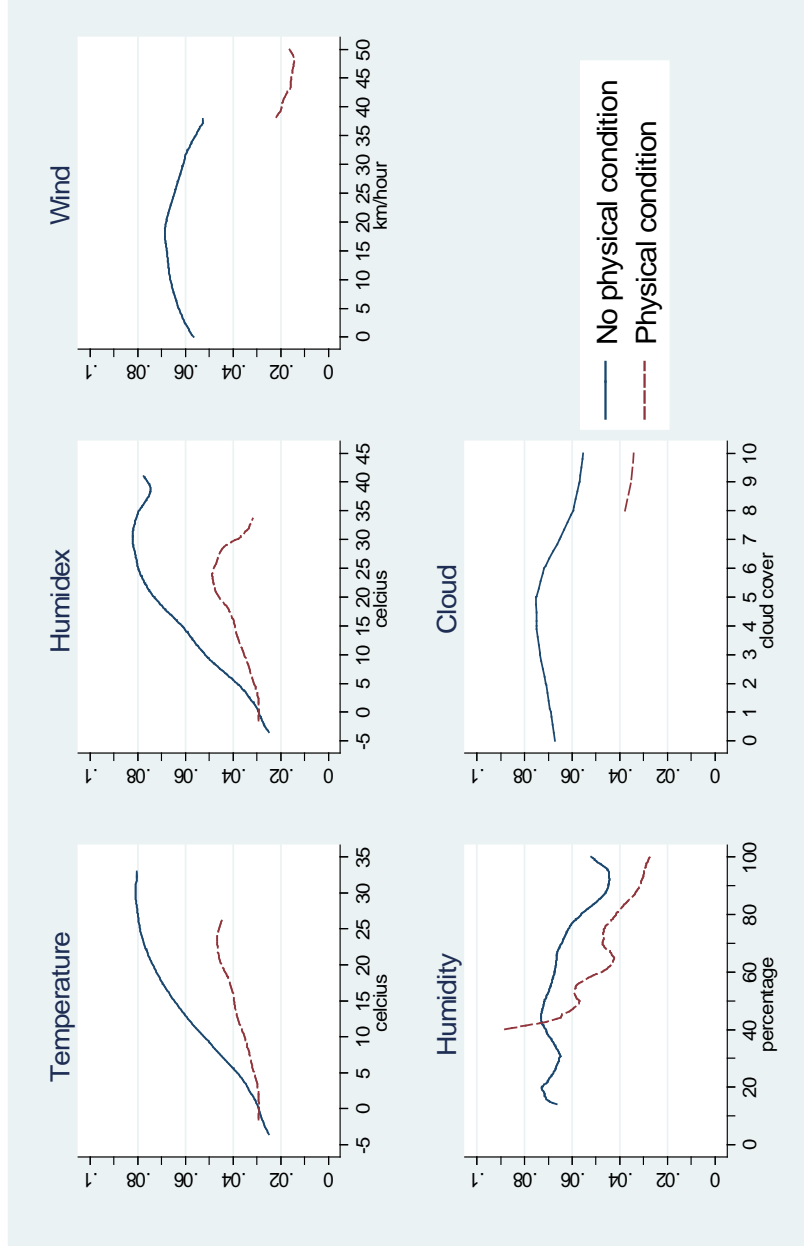 Temperature
.1
.08
.06
.04
.02
0
-5 0 5 10 15 20 25 30 35
celcius
Humidex
.1
.08
.06
.04
.02
0
-5 0 5 10 15 20 25 30 35 40 45
celcius
Wind
.1
.08
.06
.04
.02
0
0 5 10 15 20 25 30 35 40 45 50
km/hour
Humidity
.1
.08
.06
.04
.02
0
0 20 40 60 80 100
percentage
Cloud
.1
.08
.06
.04
.02
0
0 1 2 3 4 5 6 7 8 9 10
cloud cover
No physical condition
Physical condition